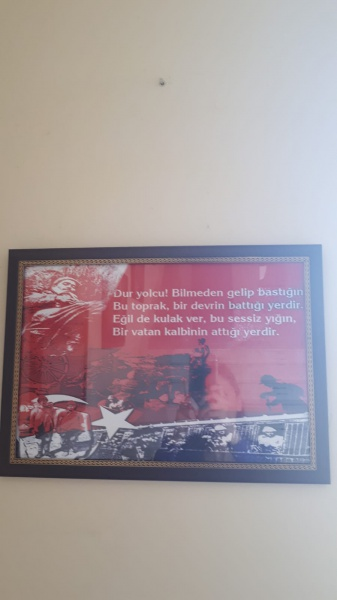 Dur yolcu! Bilmeden gelip bastığın
Bu toprak, bir devrin battığı yerdir.
Eğil de kulak ver, bu sessiz yığın,
Bir vatan kalbinin attığı yerdir.